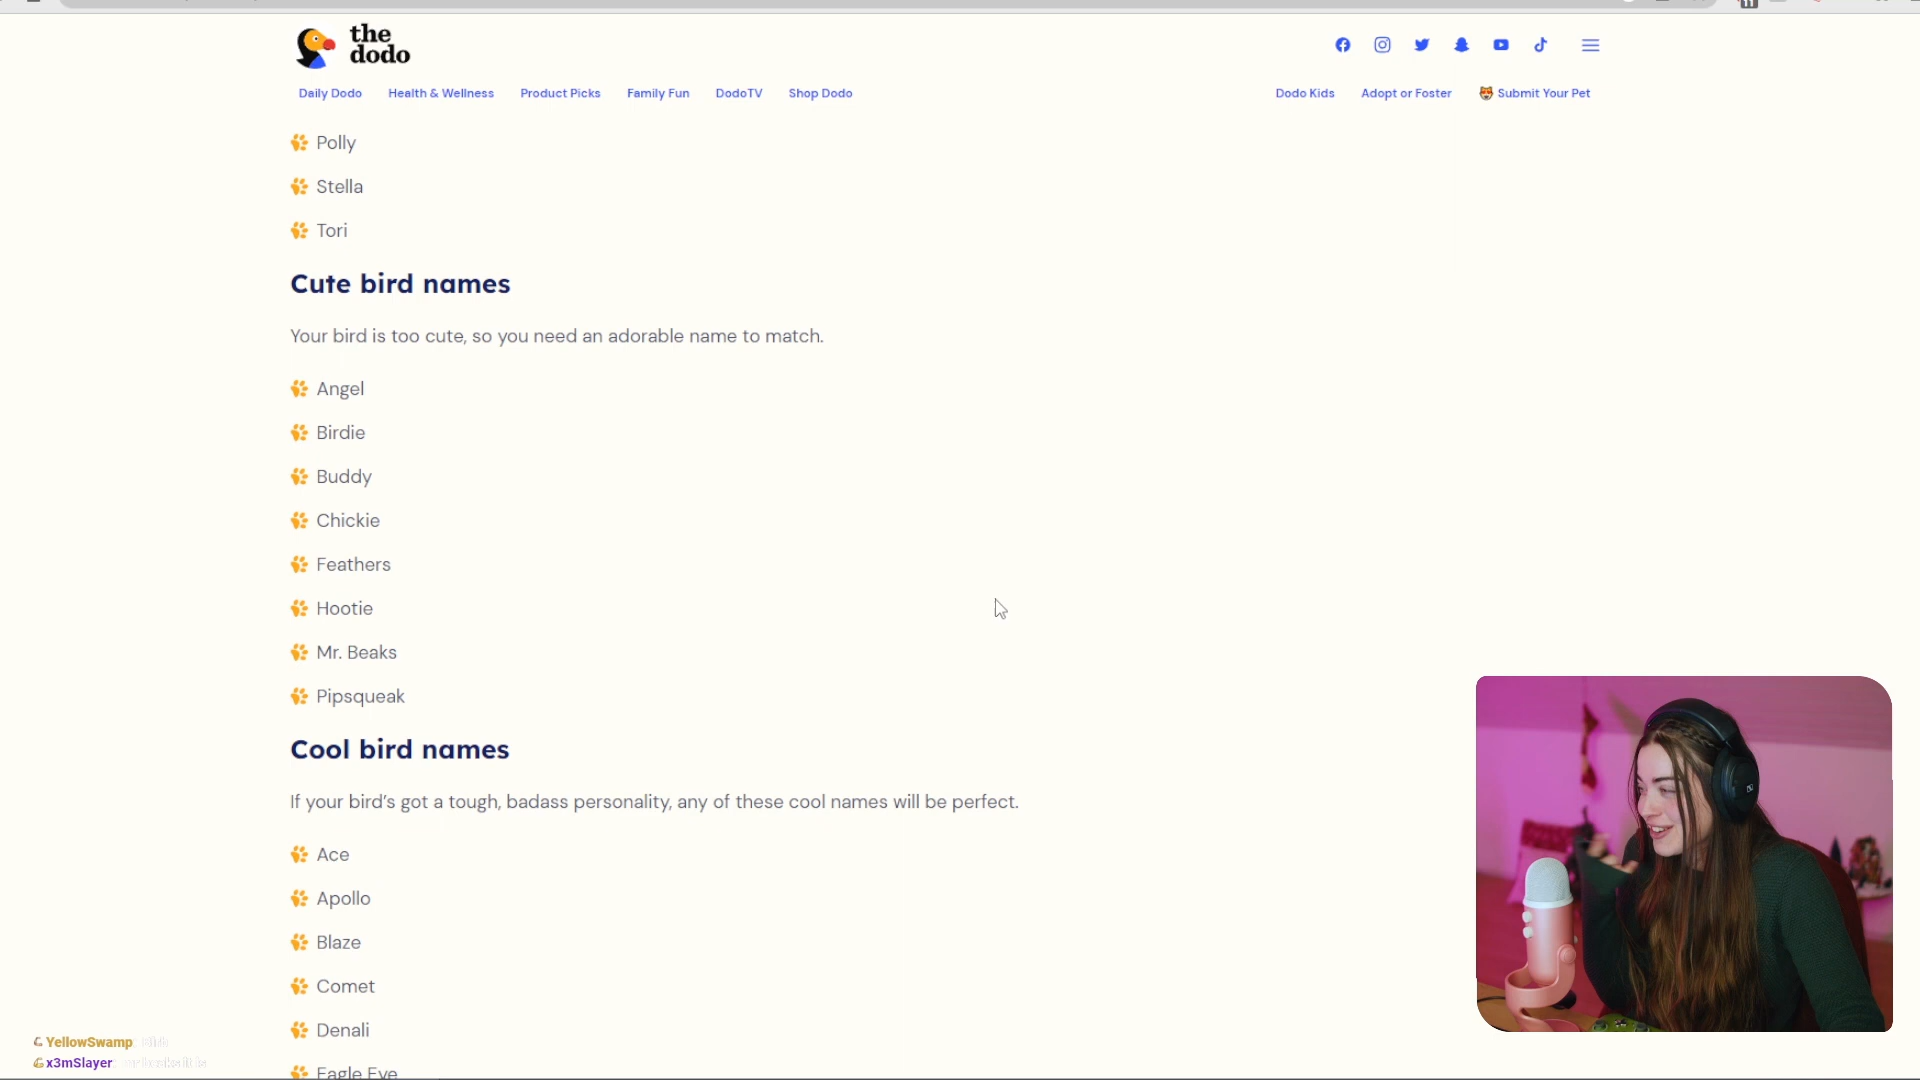 the
dodo
Daily Dodo Health & Wellness Product Picks Family Fun DodoTV Shop Dodo Dodo Kids Adopt or Foster Submit Your Pet
Polly
Stella
Tori
Cute bird names
Your bird is too cute, so you need an adorable name to match.
Angel
Birdie
Buddy
Chickie
Feathers
Hootie
Mr. Beaks
Pipsqueak
Cool bird names
If your bird’s got a tough, badass personality, any of these cool names will be perfect.
Ace
Apollo
Blaze
Comet
Denali
Eagle Eye
YellowSwamp
x3mSlayer